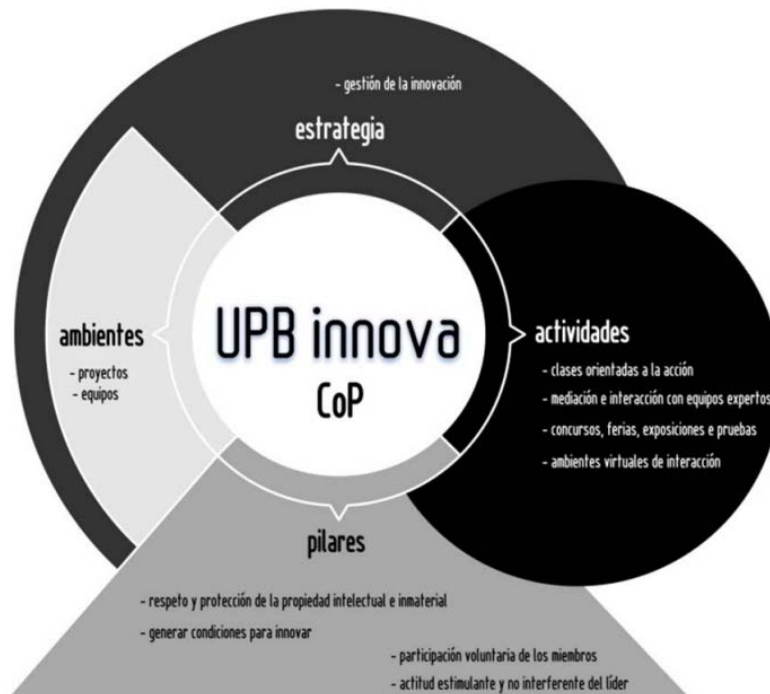 - gestión de la innovación
estrategia
UPB innova
CoP
ambientes
- proyectos
- equipos
actividades
- clases orientadas a la acción
- mediación e interacción con equipos expertos
- concursos, ferias, exposiciones e pruebas
- ambientes virtuales de interacción
pilares
- respeto y protección de la propiedad intelectual e inmaterial
- generar condiciones para innovar
- participación voluntaria de los miembros
- actitud estimulante y no interferente del líder